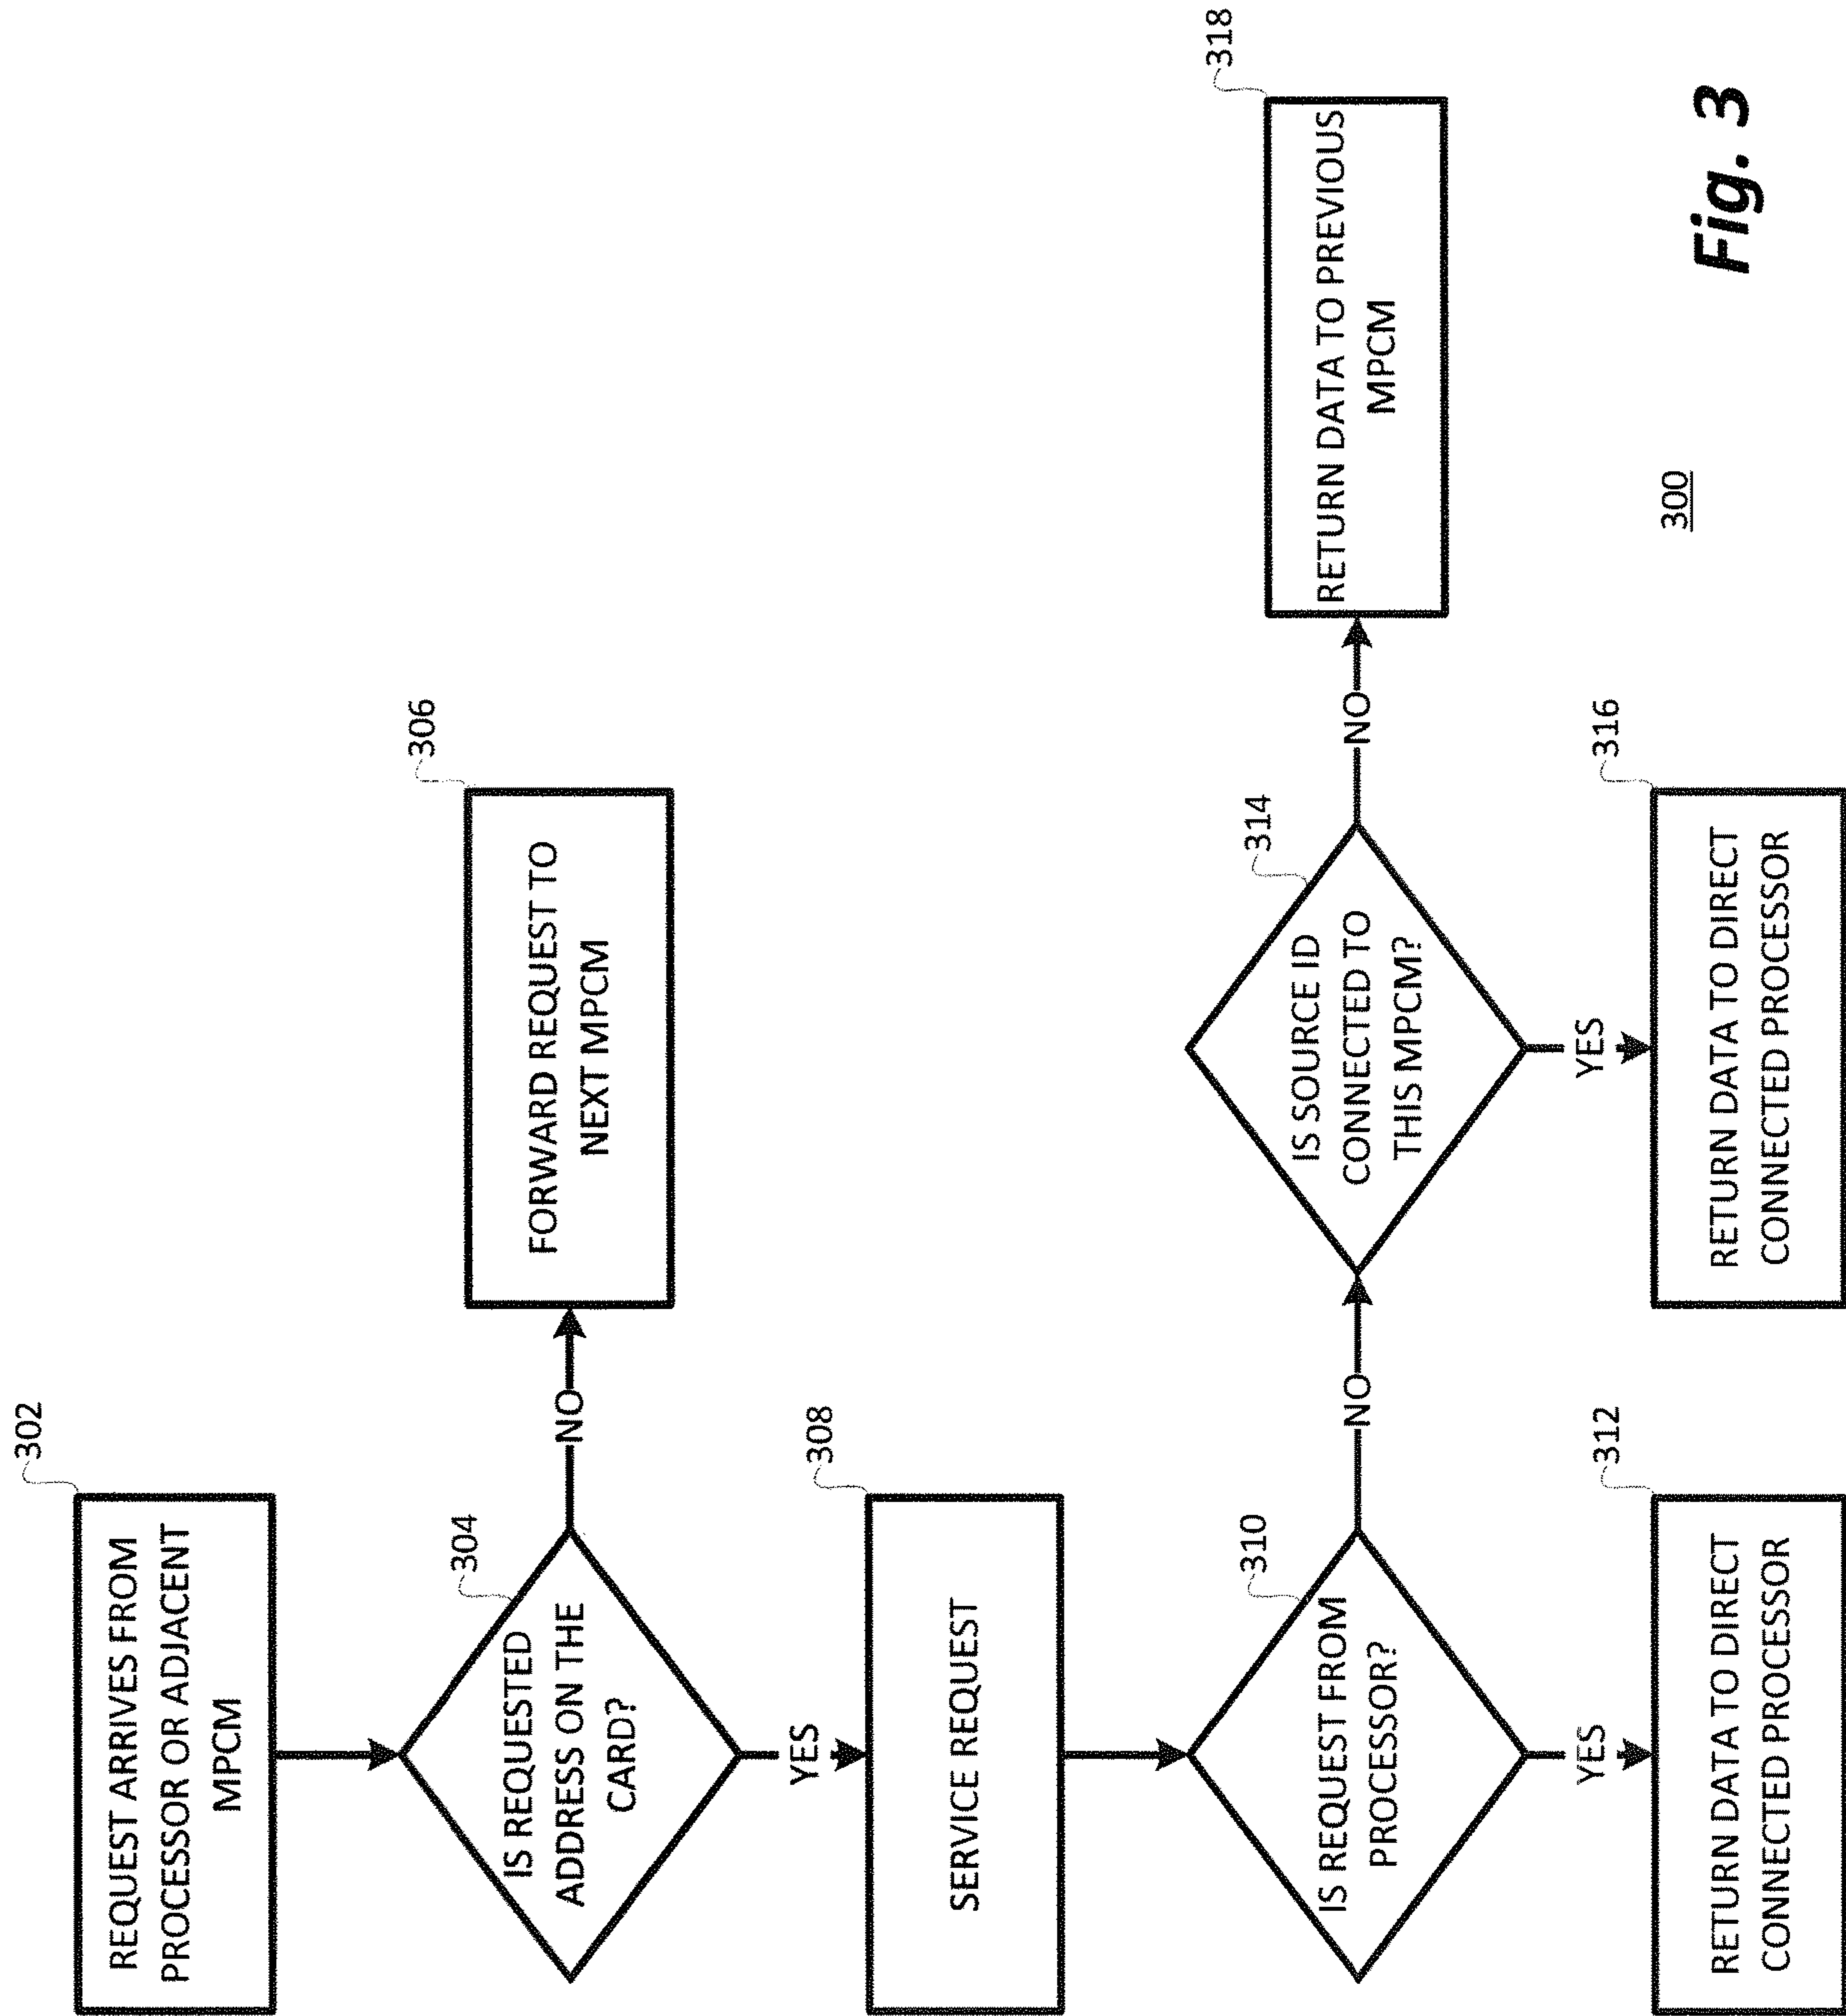 302
REQUEST ARRIVES FROM
PROCESSOR OR ADJACENT
MPCM
304
IS REQUESTED
ADDRESS ON THE
CARD?
NO
306
FORWARD REQUEST TO
NEXT MPCM
YES
308
SERVICE REQUEST
310
IS REQUEST FROM
PROCESSOR?
NO
314
IS SOURCE ID
CONNECTED TO
THIS MPCM?
NO
318
RETURN DATA TO PREVIOUS
MPCM
YES
312
RETURN DATA TO DIRECT
CONNECTED PROCESSOR
YES
316
RETURN DATA TO DIRECT
CONNECTED PROCESSOR
300
Fig. 3